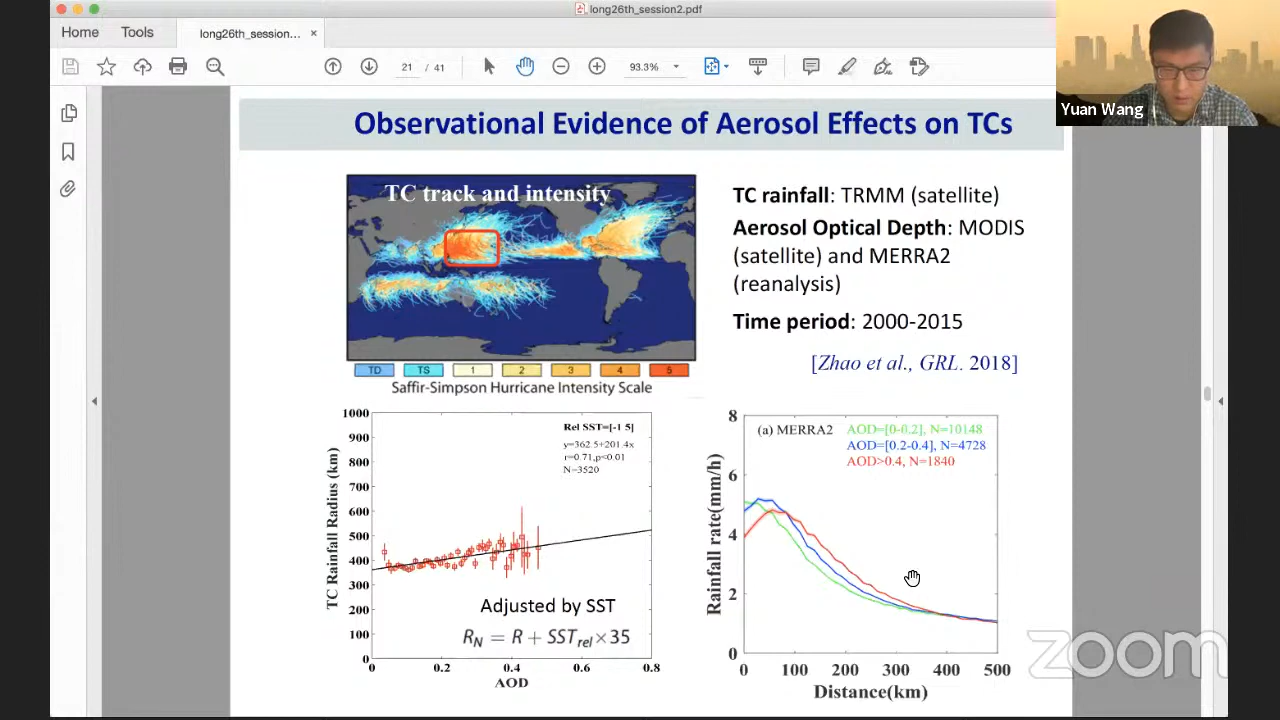 long26th_session2.pdf
Home
Tools
long26th_session...
×
21 / 41
93.3%
Yuan Wang
Observational Evidence of Aerosol Effects on TCs
TC track and intensity
TD TS 1 2 3 4 5
Saffir-Simpson Hurricane Intensity Scale
TC rainfall: TRMM (satellite)
Aerosol Optical Depth: MODIS
(satellite) and MERRA2
(reanalysis)
Time period: 2000-2015
[Zhao et al., GRL. 2018]
TC Rainfall Radius (km)
1000
900
800
700
600
500
400
300
200
100
0
Rel SST=[-1 5]
y=362.5+201.4x
r=0.71,p<0.01
N=3520
Adjusted by SST
R_N = R + SST_rel × 35
0 0.2 0.4 0.6 0.8
AOD
Rainfall rate(mm/h)
8
6
4
2
0
(a) MERRA2
AOD=[0-0.2], N=10148
AOD=[0.2-0.4], N=4728
AOD>0.4, N=1840
0 100 200 300 400 500
Distance(km)
zoom